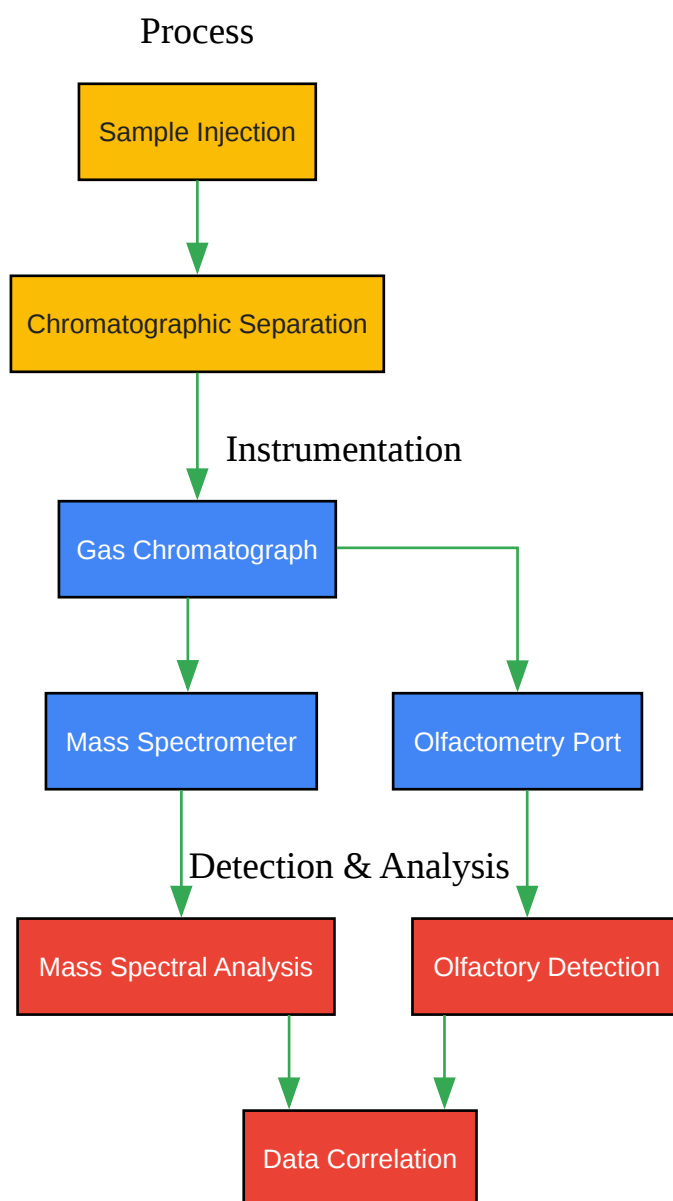 Process
Sample Injection
Chromatographic Separation
Instrumentation
Gas Chromatograph
Mass Spectrometer
Olfactometry Port
Detection & Analysis
Mass Spectral Analysis
Olfactory Detection
Data Correlation